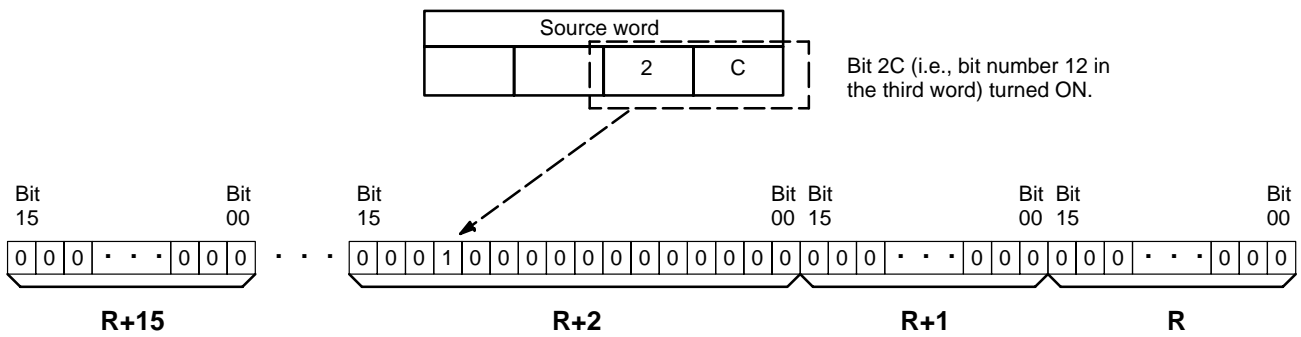 Source word
2 C
Bit 2C (i.e., bit number 12 in
the third word) turned ON.
Bit Bit Bit Bit Bit Bit Bit Bit
15 00 15 00 15 00 15 00
0 0 0 · · · 0 0 0 · · · 0 0 0 1 0 0 0 0 0 0 0 0 0 0 0 0 0 0 0 · · · 0 0 0 0 0 0 · · · 0 0 0
R+15 R+2 R+1 R